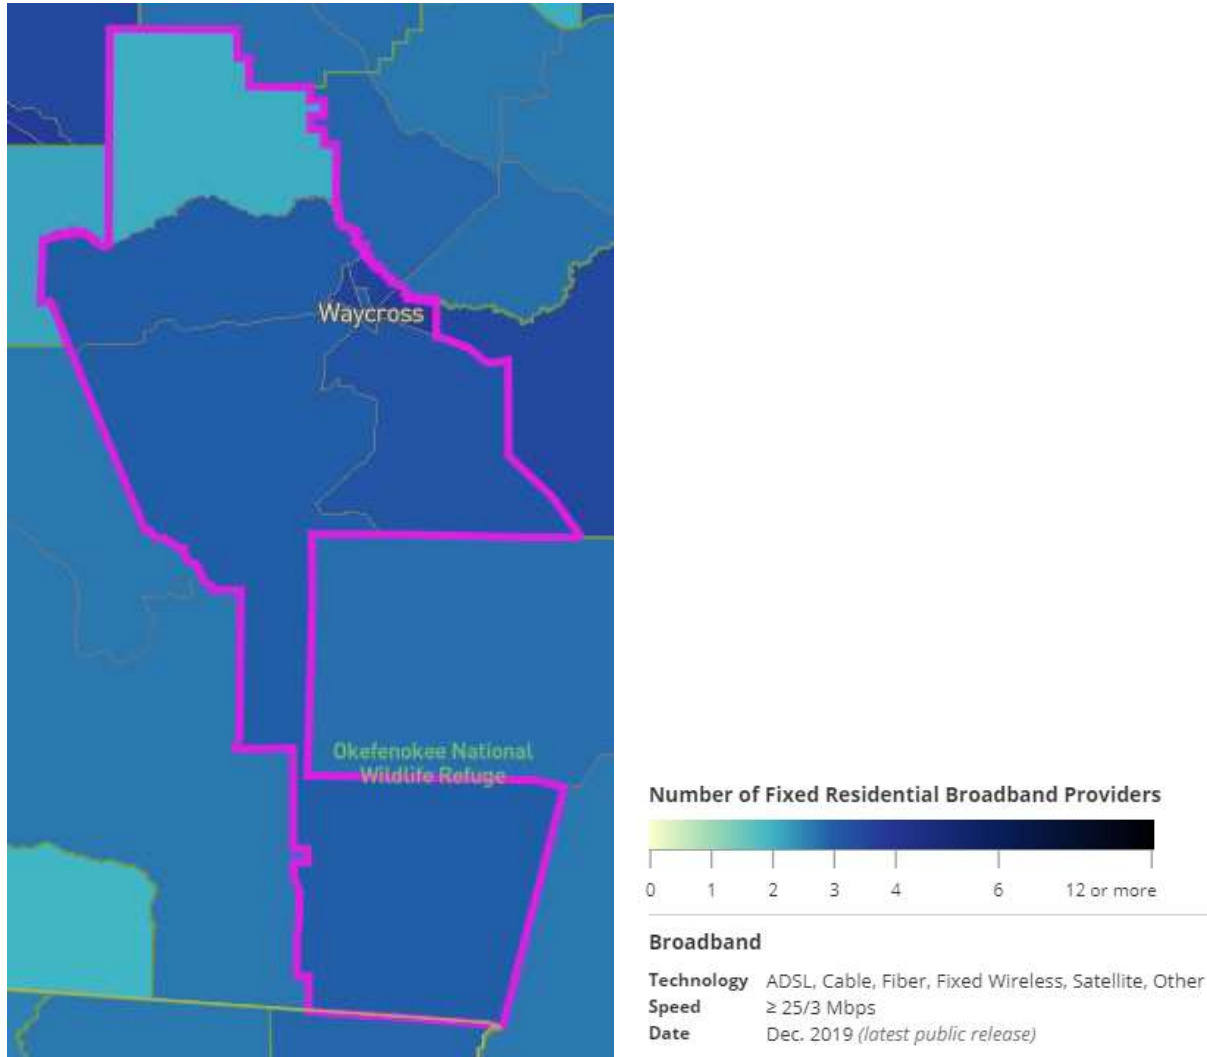 Waycross
Okefenokee National
Wildlife Refuge
Number of Fixed Residential Broadband Providers
0 1 2 3 4 6 12 or more
Broadband
Technology ADSL, Cable, Fiber, Fixed Wireless, Satellite, Other
Speed ≥ 25/3 Mbps
Date Dec. 2019 (latest public release)